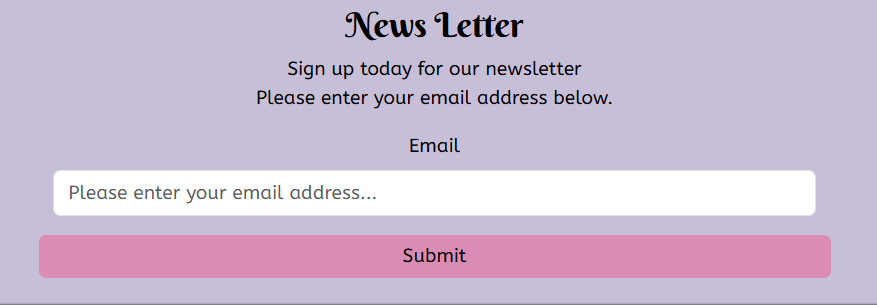 News Letter
Sign up today for our newsletter
Please enter your email address below.
Email
Please enter your email address...
Submit